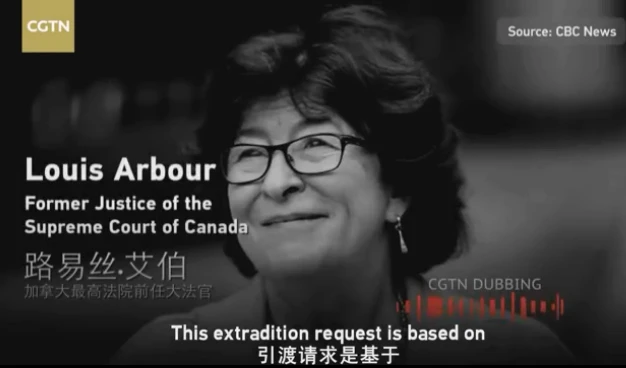 CGTN
Source: CBC News
Louis Arbour
Former Justice of the
Supreme Court of Canada
路易丝.艾伯
加拿大最高法院前任大法官
CGTN DUBBING
This extradition request is based on
引渡请求是基于